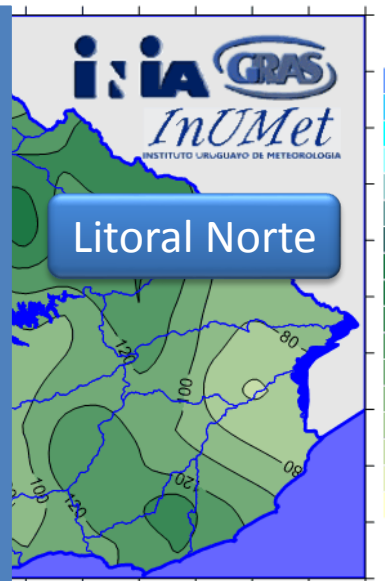 inia GRAS
InUMet
INSTITUTO URUGUAYO DE METEOROLOGIA
Litoral Norte
120
80
100
80
120
100
120